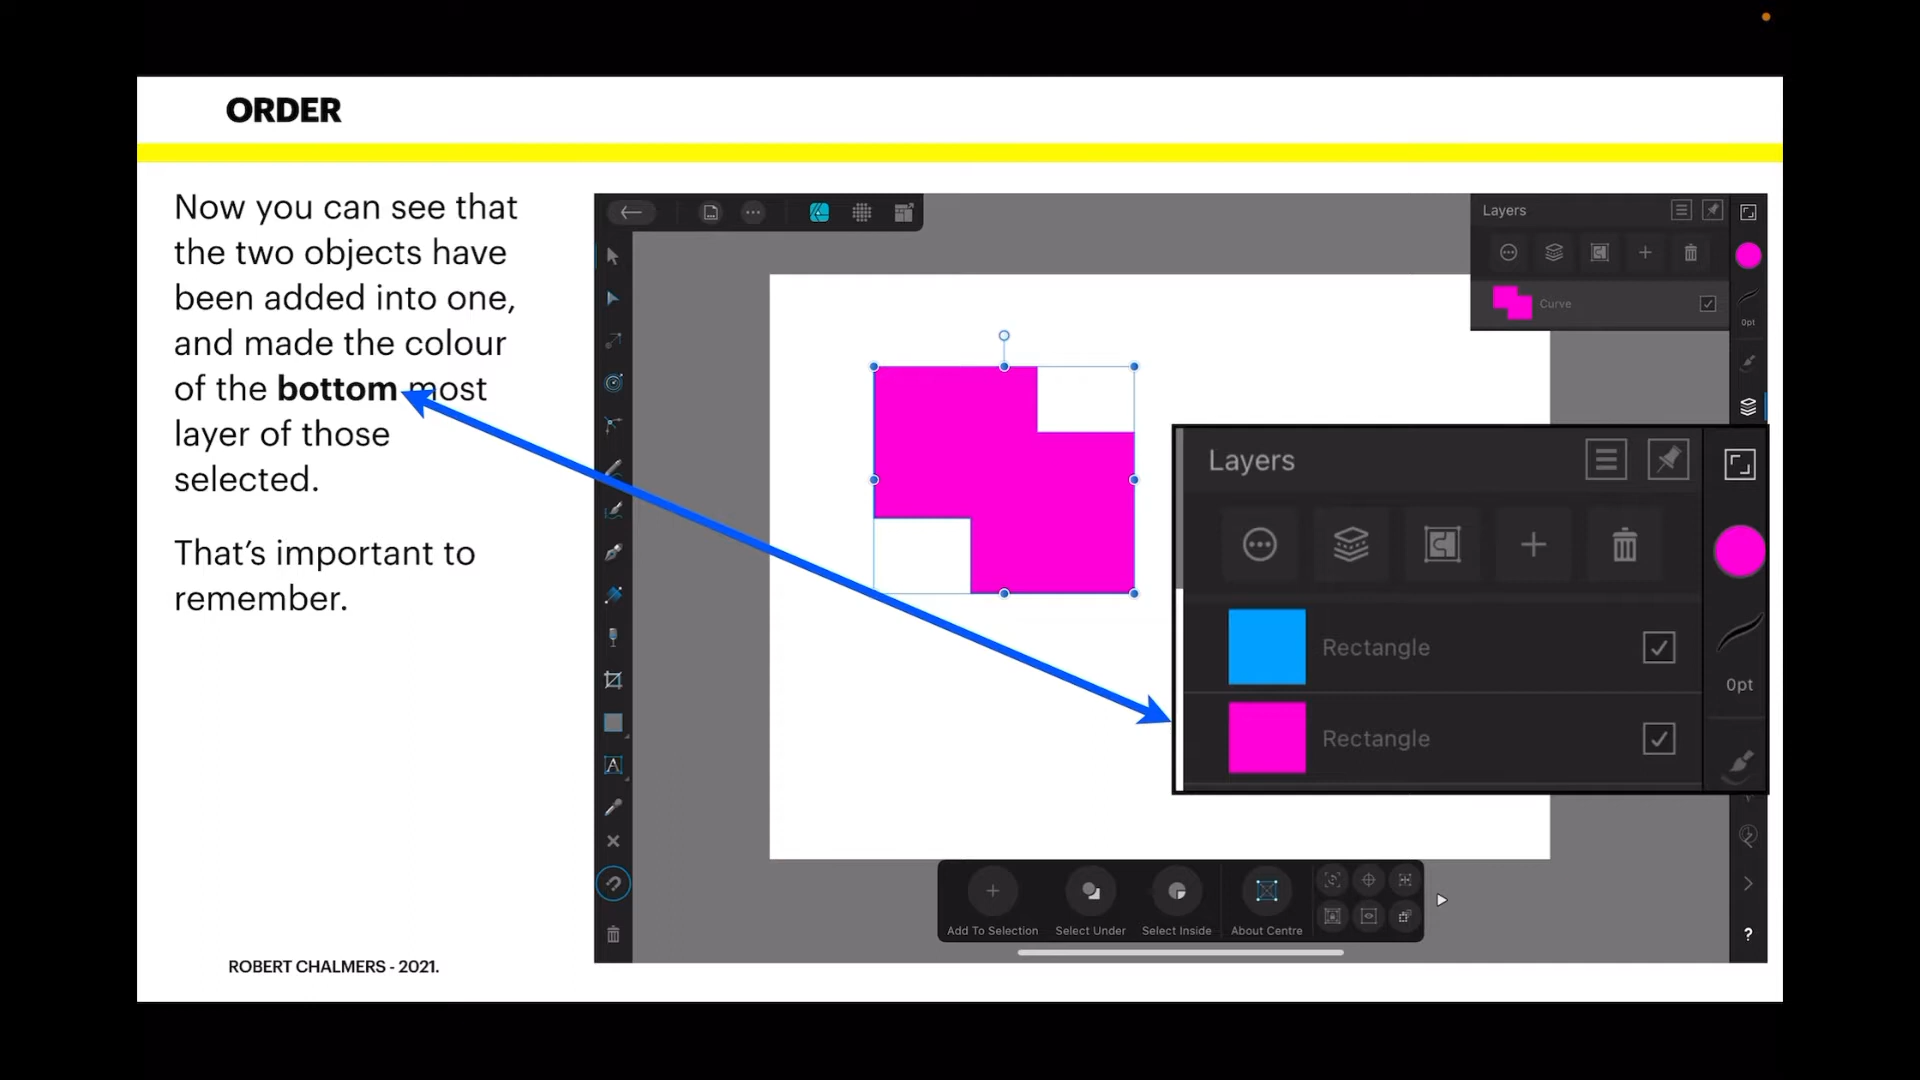 ORDER
Now you can see that
the two objects have
been added into one,
and made the colour
of the bottom most
layer of those
selected.
That's important to
remember.
Layers
Curve
0pt
Layers
Rectangle
0pt
Rectangle
A
Add To Selection
Select Under
Select Inside
About Centre
?
ROBERT CHALMERS - 2021.